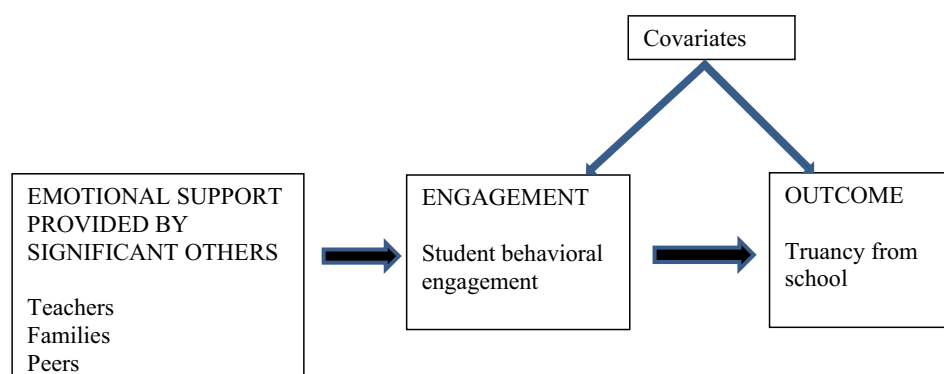 Covariates
EMOTIONAL SUPPORT
PROVIDED BY
SIGNIFICANT OTHERS
Teachers
Families
Peers
ENGAGEMENT
Student behavioral
engagement
OUTCOME
Truancy from
school